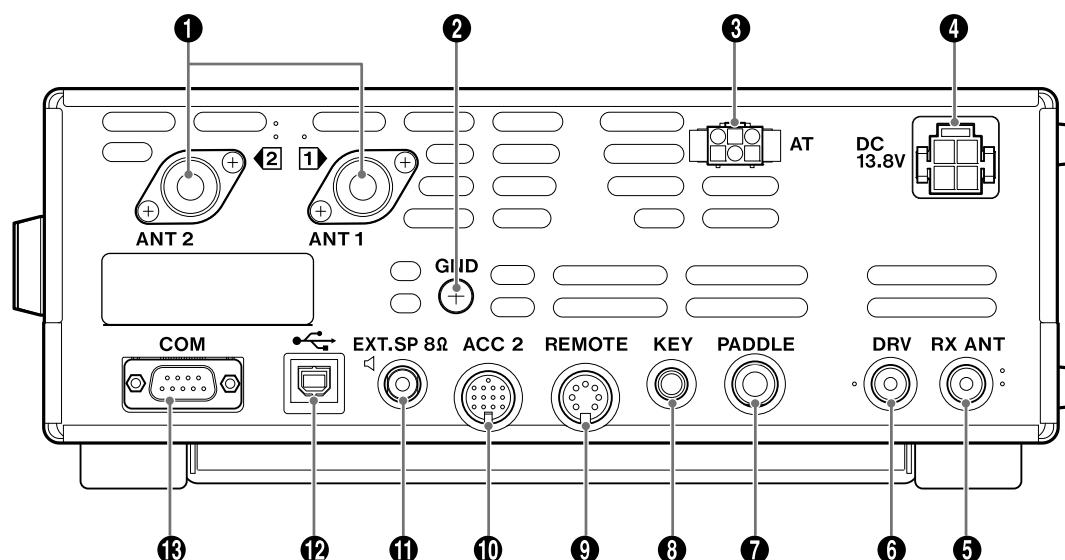 1 2 3 4
2 1
AT
DC
13.8V
ANT 2 ANT 1
GND
COM EXT.SP 8Ω ACC 2 REMOTE KEY PADDLE DRV RX ANT
13 12 11 10 9 8 7 6 5